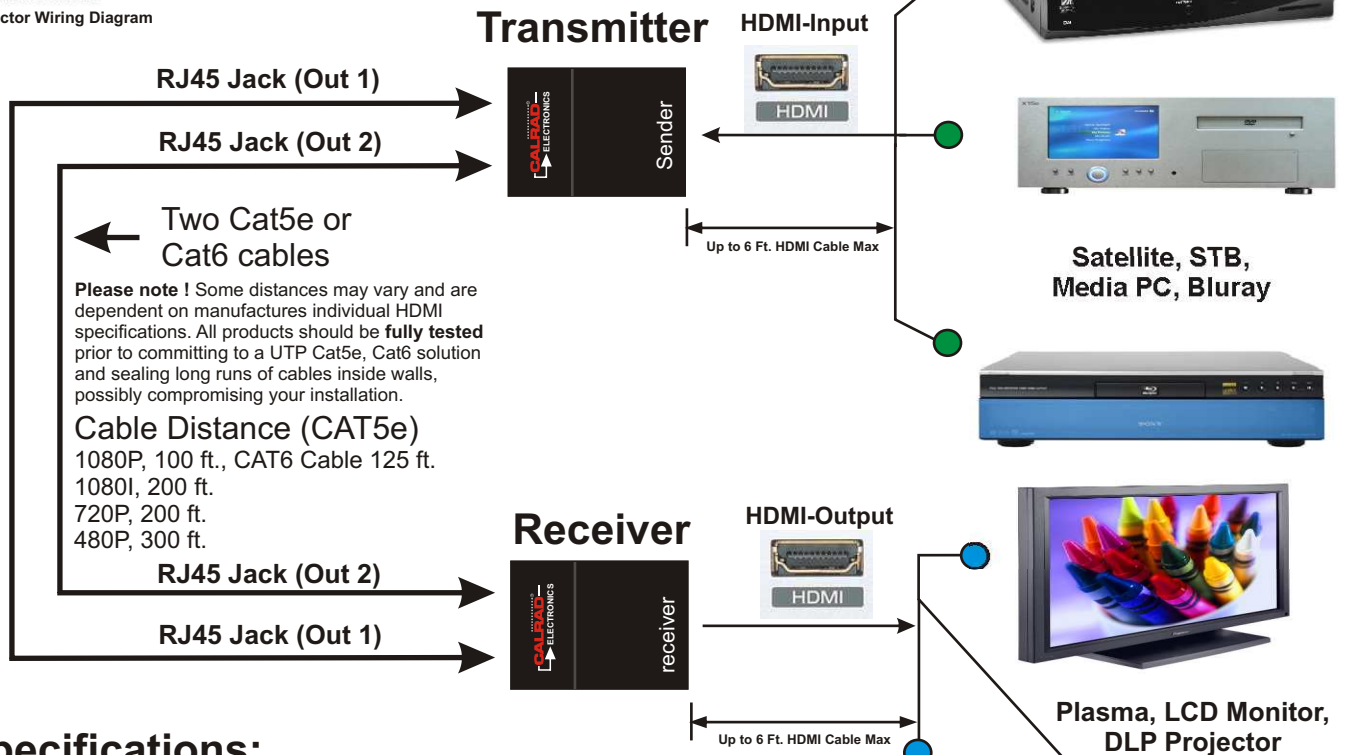 ctor Wiring Diagram
Transmitter
HDMI-Input
RJ45 Jack (Out 1)
RJ45 Jack (Out 2)
CALRAD
ELECTRONICS
Sender
HDMI
Up to 6 Ft. HDMI Cable Max
Two Cat5e or
Cat6 cables
Please note ! Some distances may vary and are
dependent on manufactures individual HDMI
specifications. All products should be fully tested
prior to committing to a UTP Cat5e, Cat6 solution
and sealing long runs of cables inside walls,
possibly compromising your installation.
Cable Distance (CAT5e)
1080P, 100 ft., CAT6 Cable 125 ft.
1080I, 200 ft.
720P, 200 ft.
480P, 300 ft.
Satellite, STB,
Media PC, Bluray
SONY
Receiver
HDMI-Output
RJ45 Jack (Out 2)
RJ45 Jack (Out 1)
CALRAD
ELECTRONICS
receiver
HDMI
Up to 6 Ft. HDMI Cable Max
Plasma, LCD Monitor,
DLP Projector
pecifications: